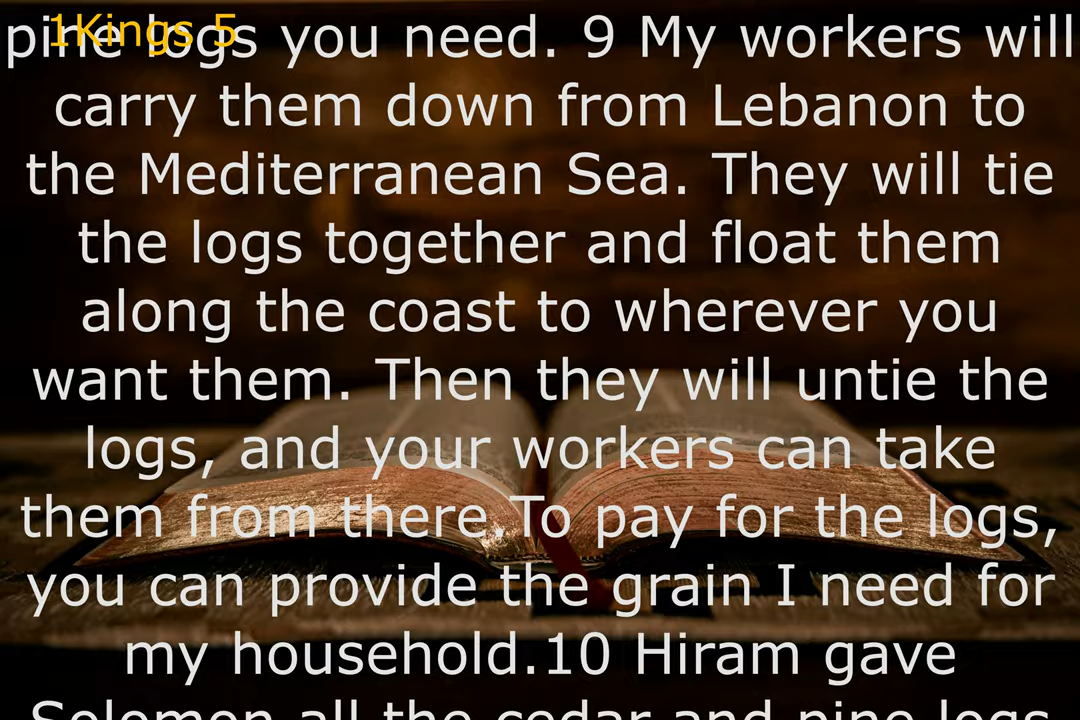 1Kings 5
pine logs you need. 9 My workers will
carry them down from Lebanon to
the Mediterranean Sea. They will tie
the logs together and float them
along the coast to wherever you
want them. Then they will untie the
logs, and your workers can take
them from there.To pay for the logs,
you can provide the grain I need for
my household.10 Hiram gave
Solomon all the cedar and pine logs